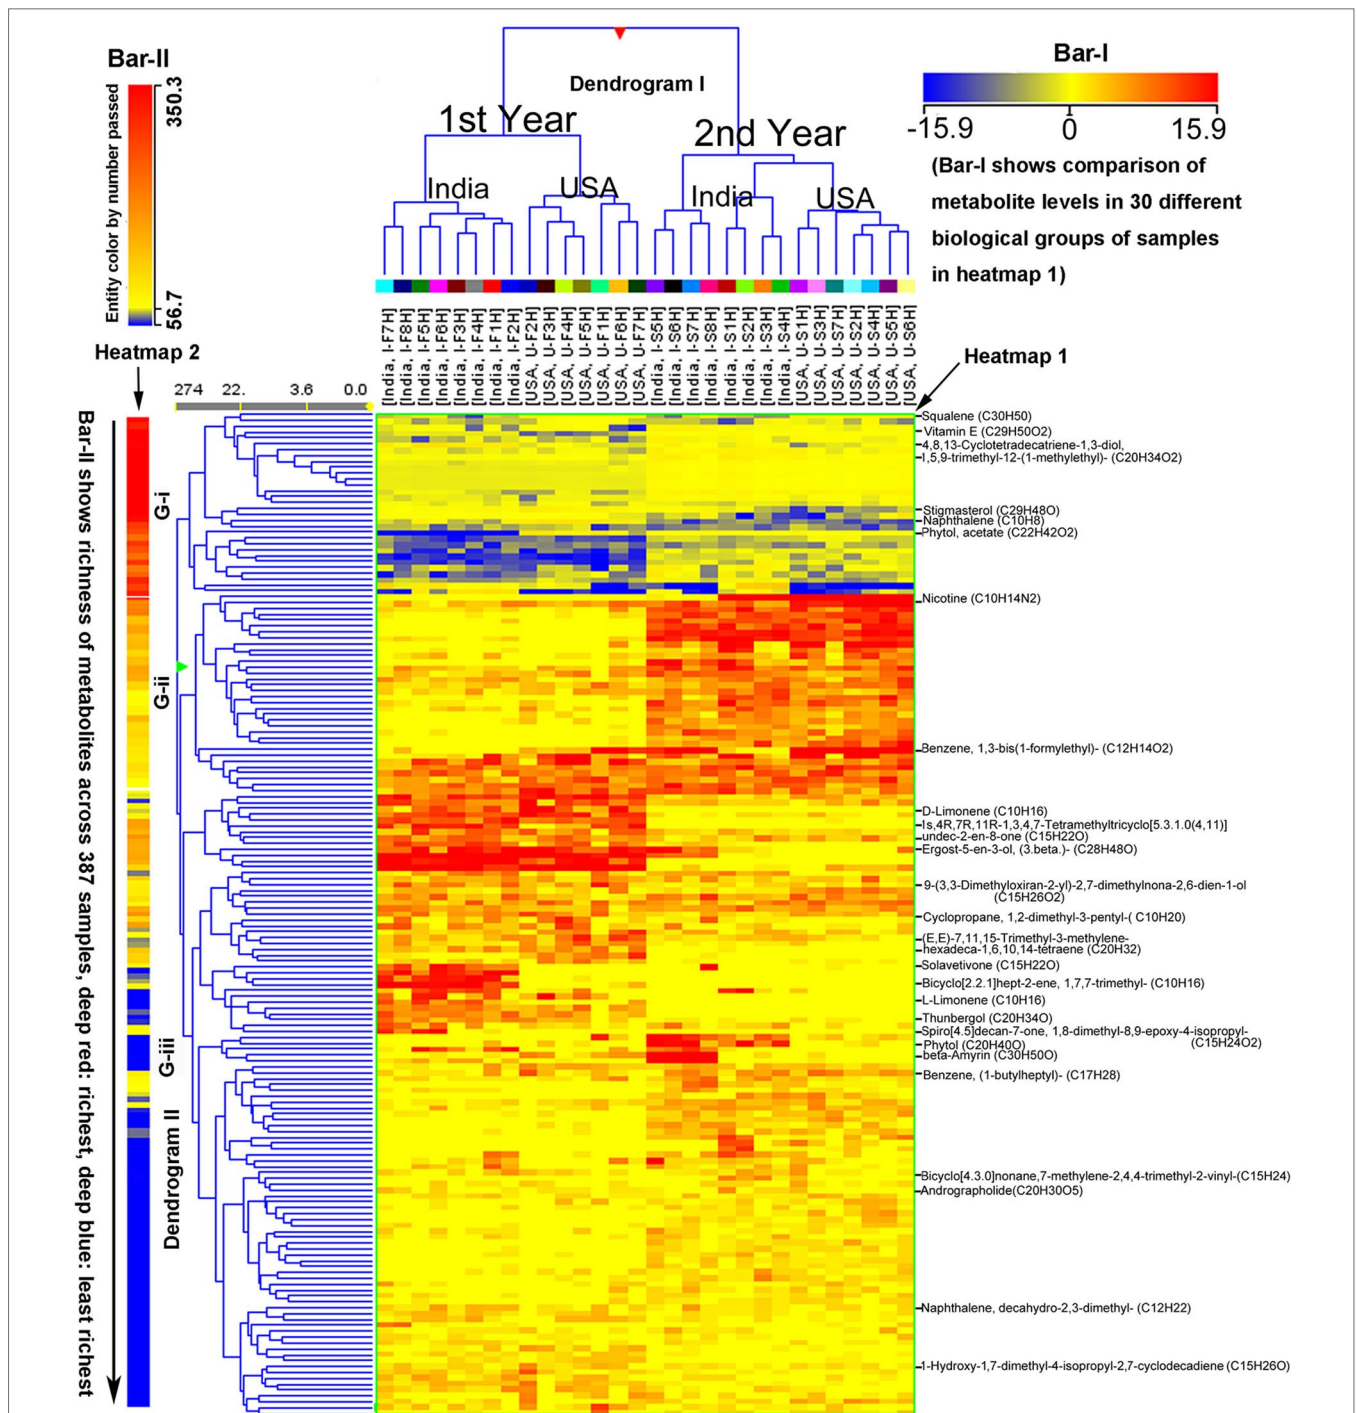 Bar-II
Entity color by number passed
350.3
56.7
Heatmap 2
Dendrogram I
1st Year
2nd Year
India
USA
India
USA
Bar-I
-15.9
0
15.9
(Bar-I shows comparison of
metabolite levels in 30 different
biological groups of samples
in heatmap 1)
Heatmap 1
274
22.
3.6
0.0
[India, I-F7H]
[India, I-F8H]
[India, I-F5H]
[India, I-F6H]
[India, I-F3H]
[India, I-F4H]
[India, I-F1H]
[India, I-F2H]
[USA, U-F2H]
[USA, U-F3H]
[USA, U-F4H]
[USA, U-F5H]
[USA, U-F1H]
[USA, U-F6H]
[USA, U-F7H]
[India, I-S5H]
[India, I-S6H]
[India, I-S7H]
[India, I-S8H]
[India, I-S1H]
[India, I-S2H]
[India, I-S3H]
[India, I-S4H]
[USA, U-S1H]
[USA, U-S3H]
[USA, U-S7H]
[USA, U-S2H]
[USA, U-S4H]
[USA, U-S5H]
[USA, U-S6H]
Bar-II shows richness of metabolites across 387 samples, deep red: richest, deep blue: least richest
G-i
G-ii
G-iii
Dendrogram II
Squalene (C30H50)
Vitamin E (C29H50O2)
4,8,13-Cyclotetradecatriene-1,3-diol,
I,5,9-trimethyl-12-(1-methylethyl)- (C20H34O2)
Stigmasterol (C29H48O)
Naphthalene (C10H8)
Phytol, acetate (C22H42O2)
Nicotine (C10H14N2)
Benzene, 1,3-bis(1-formylethyl)- (C12H14O2)
D-Limonene (C10H16)
1s,4R,7R,11R-1,3,4,7-Tetramethyltricyclo[5.3.1.0(4,11)]
undec-2-en-8-one (C15H22O)
Ergost-5-en-3-ol, (3.beta.)- (C28H48O)
9-(3,3-Dimethyloxiran-2-yl)-2,7-dimethylnona-2,6-dien-1-ol
(C15H26O2)
Cyclopropane, 1,2-dimethyl-3-pentyl-( C10H20)
(E,E)-7,11,15-Trimethyl-3-methylene-
hexadeca-1,6,10,14-tetraene (C20H32)
Solavetivone (C15H22O)
Bicyclo[2.2.1]hept-2-ene, 1,7,7-trimethyl- (C10H16)
L-Limonene (C10H16)
Thunbergol (C20H34O)
Spiro[4.5]decan-7-one, 1,8-dimethyl-8,9-epoxy-4-isopropyl-
(C15H24O2)
Phytol (C20H40O)
beta-Amyrin (C30H50O)
Benzene, (1-butylheptyl)- (C17H28)
Bicyclo[4.3.0]nonane,7-methylene-2,4,4-trimethyl-2-vinyl-(C15H24)
Andrographolide(C20H30O5)
Naphthalene, decahydro-2,3-dimethyl- (C12H22)
1-Hydroxy-1,7-dimethyl-4-isopropyl-2,7-cyclodecadiene (C15H26O)